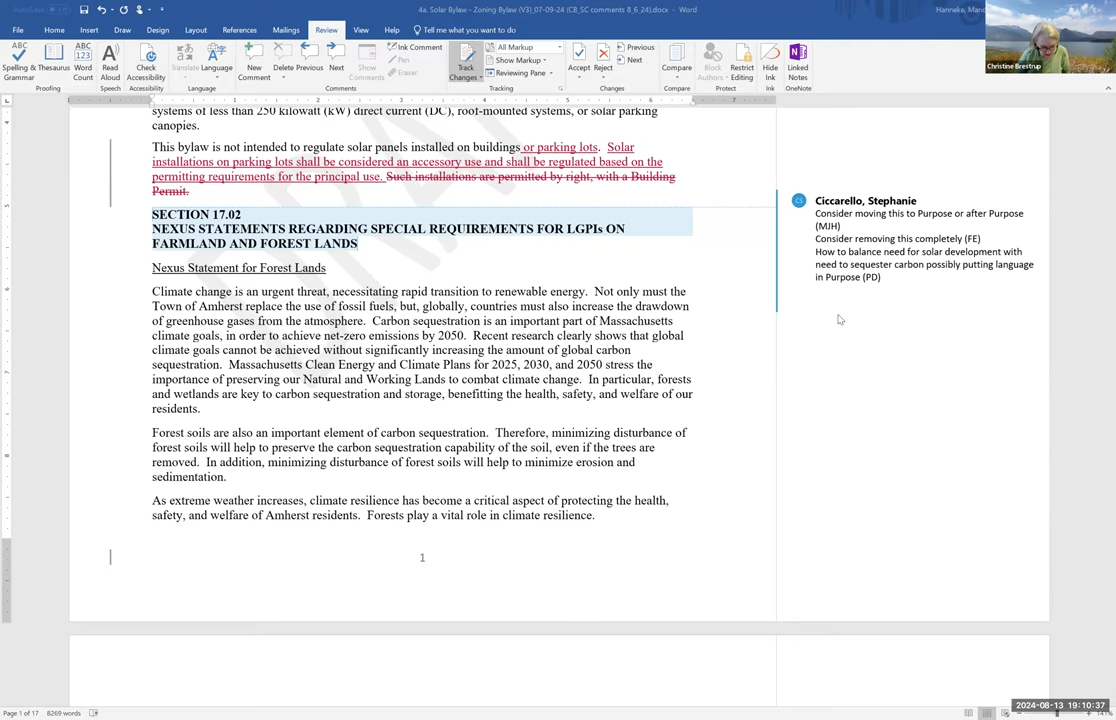 4a. Solar Bylaw - Zoning Bylaw (V3)_07-09-24 (CB_SC comments 8_6_24).docx - Word
Hanneke, Man
File Home Insert Draw Design Layout References Mailings Review View Help Tell me what you want to do
Spelling & Grammar
Thesaurus
Word Count
Proofing
Read Aloud
Speech
Check Accessibility
Accessibility
Translate
Language
Language
New Comment
Delete
Previous
Next
Show Comments
Ink Comment
Pen
Eraser
Comments
Track Changes
All Markup
Show Markup
Reviewing Pane
Tracking
Accept
Reject
Previous
Next
Changes
Compare
Compare
Block Authors
Restrict Editing
Protect
Hide Ink
Ink
Linked Notes
OneNote
Christine Brestrup
systems of less than 250 kilowatt (kW) direct current (DC), roof-mounted systems, or solar parking
canopies.
This bylaw is not intended to regulate solar panels installed on buildings or parking lots. Solar
installations on parking lots shall be considered an accessory use and shall be regulated based on the
permitting requirements for the principal use. Such installations are permitted by right, with a Building
Permit.
SECTION 17.02
NEXUS STATEMENTS REGARDING SPECIAL REQUIREMENTS FOR LGPIs ON
FARMLAND AND FOREST LANDS
Nexus Statement for Forest Lands
Climate change is an urgent threat, necessitating rapid transition to renewable energy. Not only must the
Town of Amherst replace the use of fossil fuels, but, globally, countries must also increase the drawdown
of greenhouse gases from the atmosphere. Carbon sequestration is an important part of Massachusetts
climate goals, in order to achieve net-zero emissions by 2050. Recent research clearly shows that global
climate goals cannot be achieved without significantly increasing the amount of global carbon
sequestration. Massachusetts Clean Energy and Climate Plans for 2025, 2030, and 2050 stress the
importance of preserving our Natural and Working Lands to combat climate change. In particular, forests
and wetlands are key to carbon sequestration and storage, benefitting the health, safety, and welfare of our
residents.
Forest soils are also an important element of carbon sequestration. Therefore, minimizing disturbance of
forest soils will help to preserve the carbon sequestration capability of the soil, even if the trees are
removed. In addition, minimizing disturbance of forest soils will help to minimize erosion and
sedimentation.
As extreme weather increases, climate resilience has become a critical aspect of protecting the health,
safety, and welfare of Amherst residents. Forests play a vital role in climate resilience.
1
CS
Ciccarello, Stephanie
Consider moving this to Purpose or after Purpose
(MJH)
Consider removing this completely (FE)
How to balance need for solar development with
need to sequester carbon possibly putting language
in Purpose (PD)
DRAFT
Page 1 of 17 8269 words
2024-08-13 19:10:37
141%